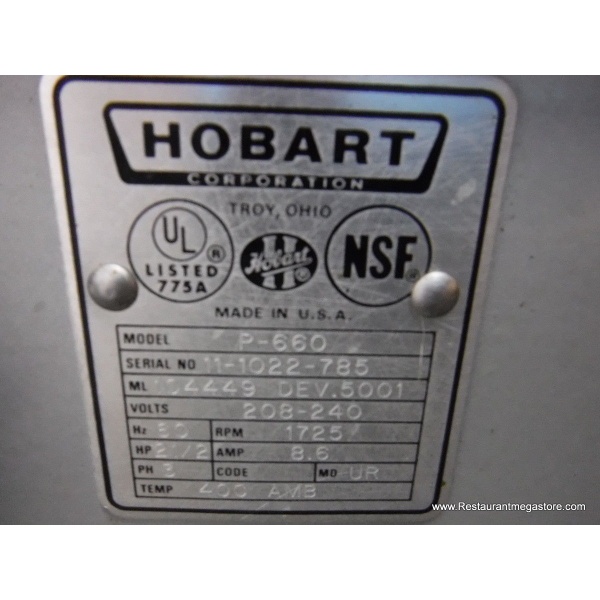 HOBART
CORPORATION
TROY, OHIO
UL ®
LISTED
775A
Hobart ®
NSF ®
MADE IN U.S.A.
MODEL P-660
SERIAL NO 11-1022-785
ML DEV.5001
VOLTS 208-240
Hz RPM 1725
HP AMP 8.6
PH 3 CODE MO UR
TEMP AMB
www.Restaurantmegastore.com